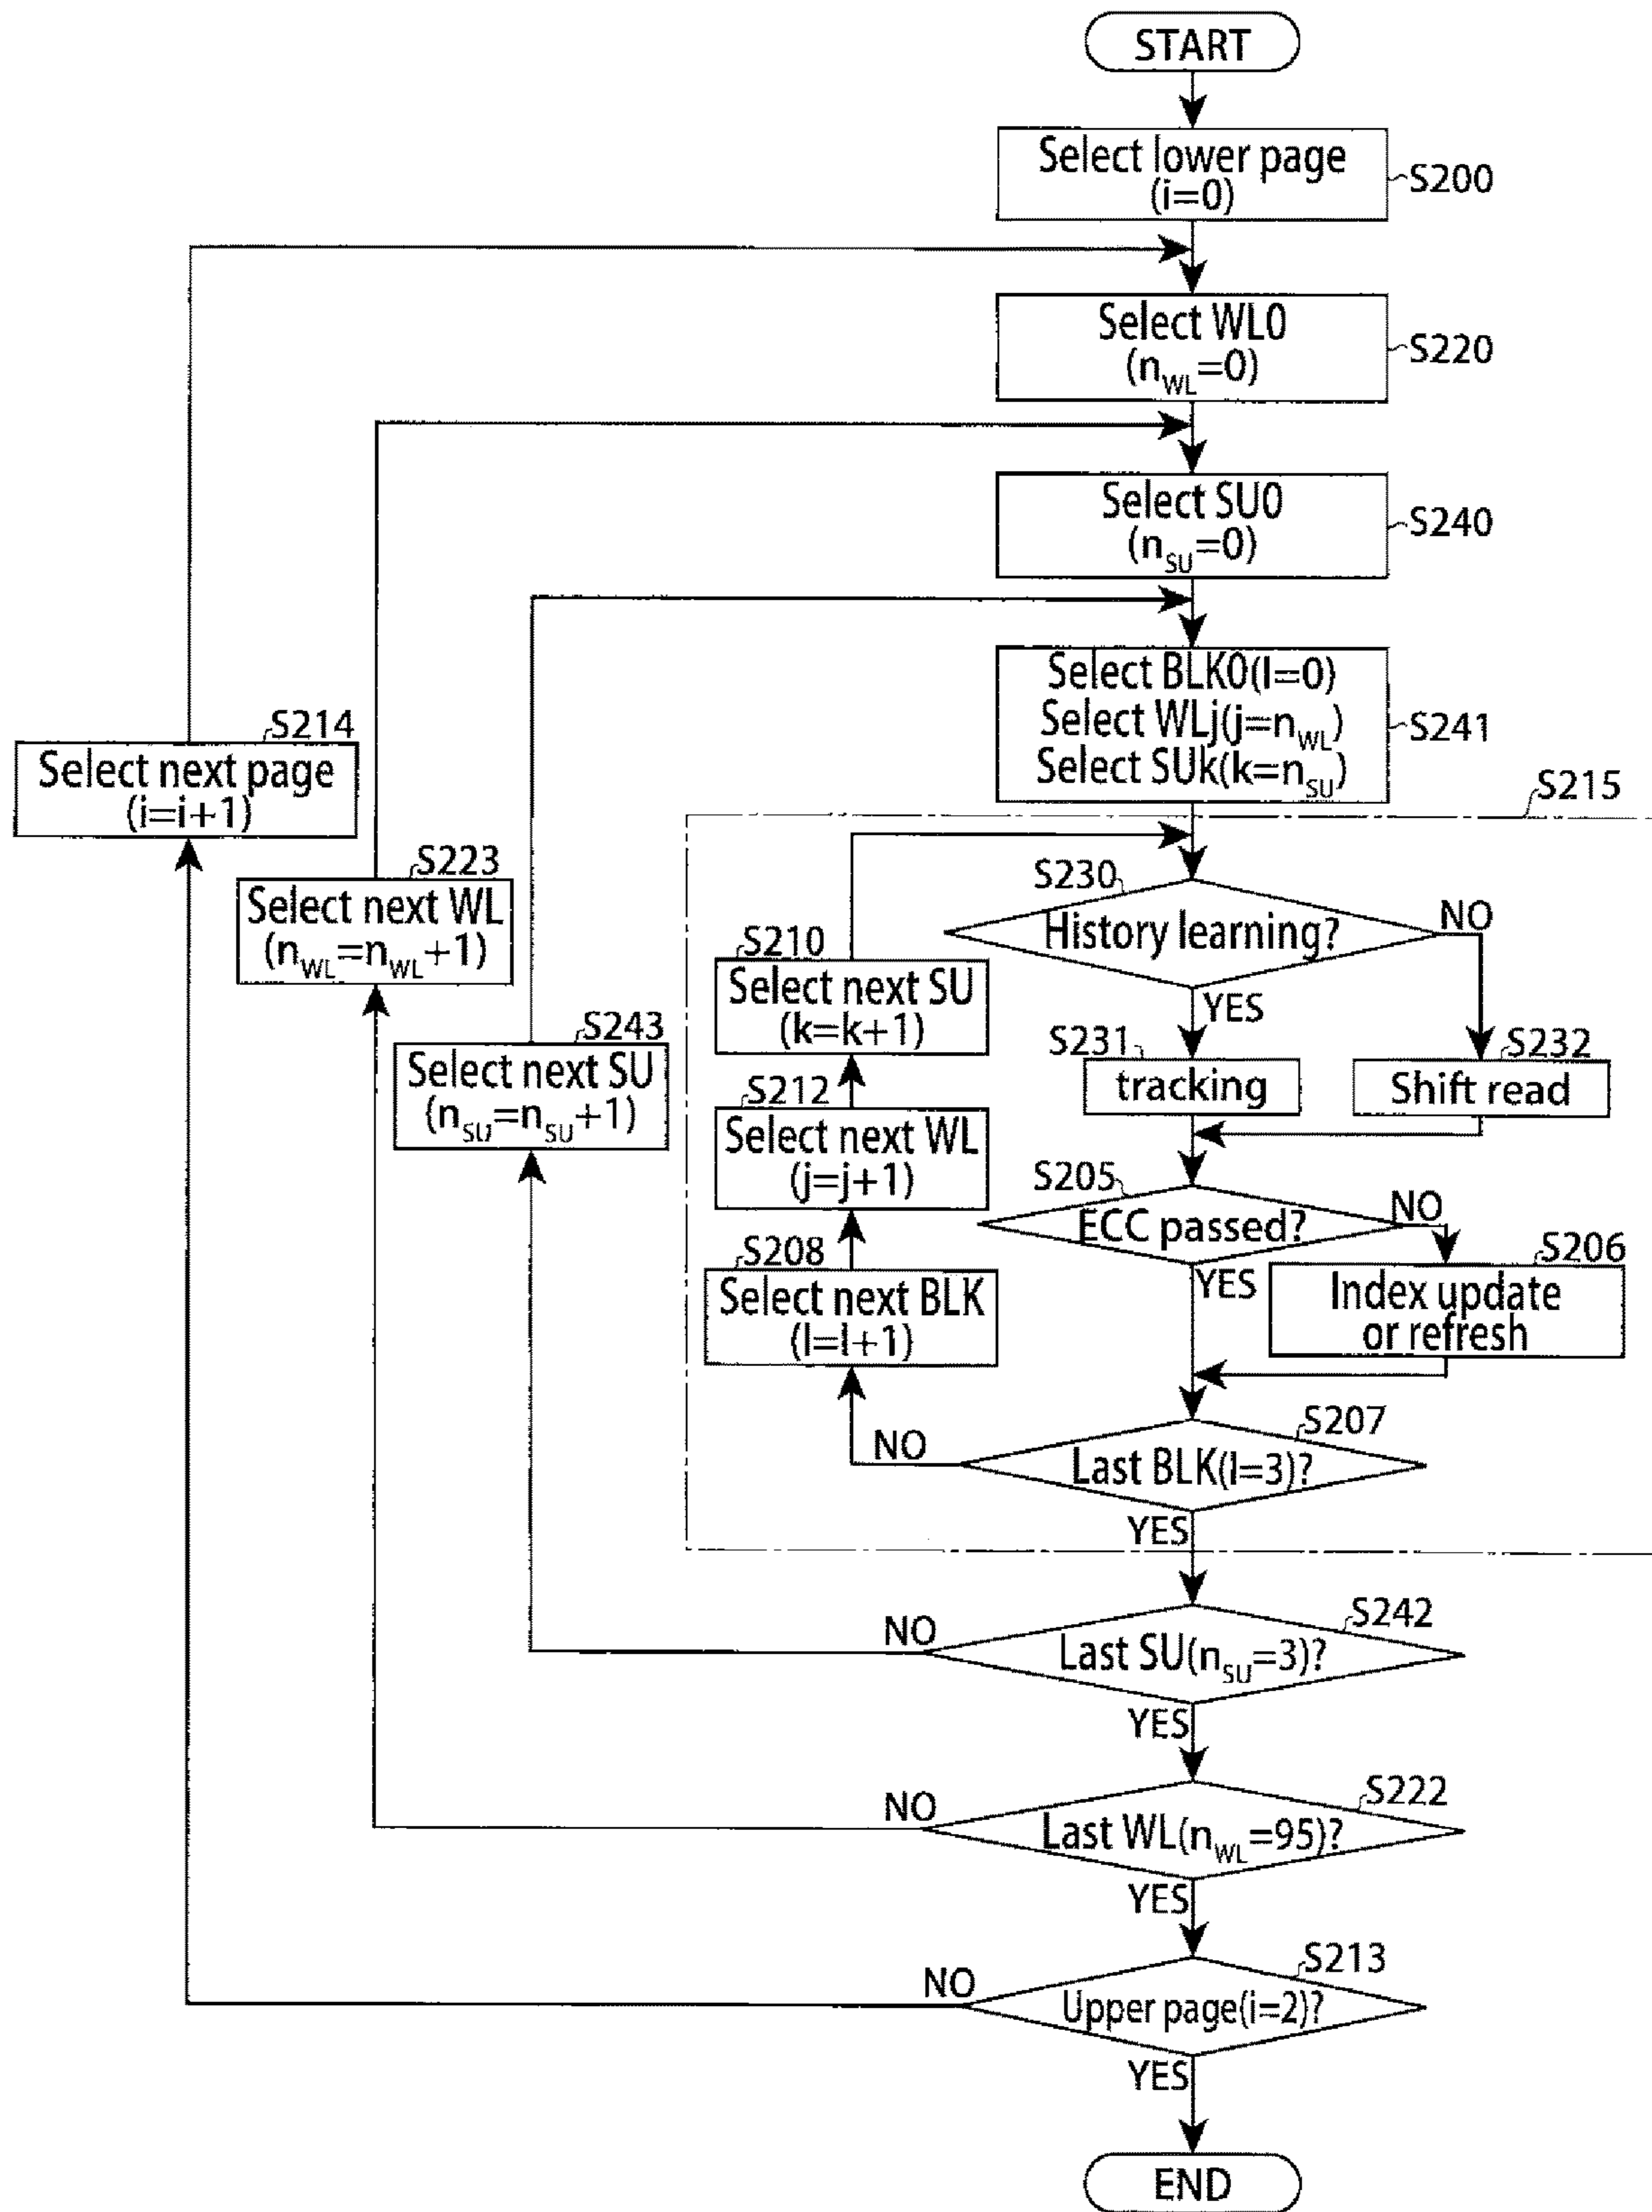 START
Select lower page
(i=0)
S200
Select WL0
(nWL=0)
S220
Select SU0
(nSU=0)
S240
Select BLK0(l=0)
Select WLj(j=nWL)
Select SUk(k=nSU)
S241
S215
S214
Select next page
(i=i+1)
S223
Select next WL
(nWL=nWL+1)
S243
Select next SU
(nSU=nSU+1)
S230
History learning?
NO
YES
S210
Select next SU
(k=k+1)
S231
tracking
S232
Shift read
S212
Select next WL
(j=j+1)
S205
ECC passed?
NO
YES
S206
Index update
or refresh
S208
Select next BLK
(l=l+1)
S207
Last BLK(l=3)?
NO
YES
S242
Last SU(nSU=3)?
NO
YES
S222
Last WL(nWL=95)?
NO
YES
S213
Upper page(i=2)?
NO
YES
END